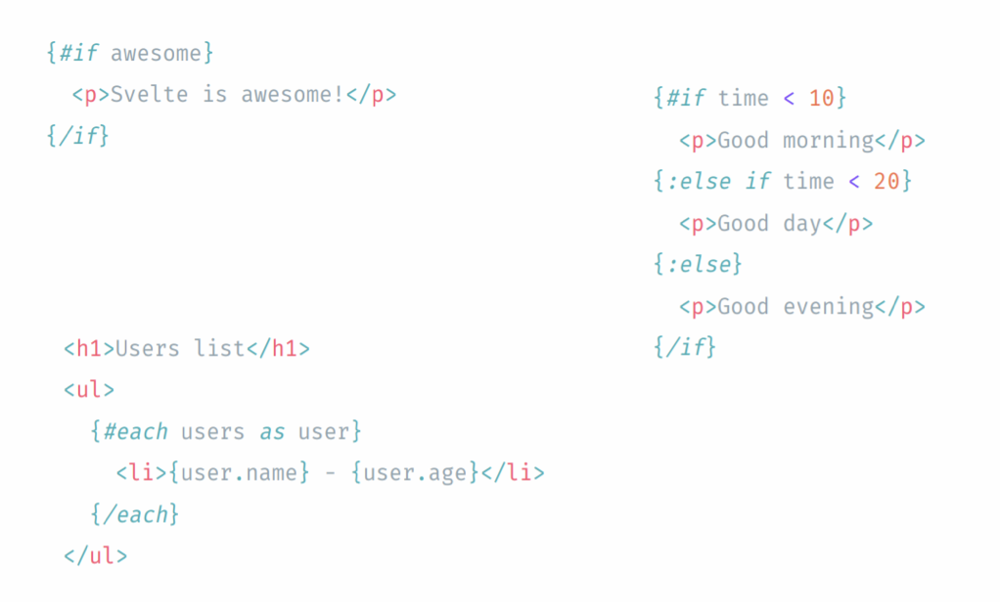 {#if awesome}
  <p>Svelte is awesome!</p>
{/if}
{#if time < 10}
  <p>Good morning</p>
{:else if time < 20}
  <p>Good day</p>
{:else}
  <p>Good evening</p>
{/if}
<h1>Users list</h1>
<ul>
  {#each users as user}
    <li>{user.name} - {user.age}</li>
  {/each}
</ul>